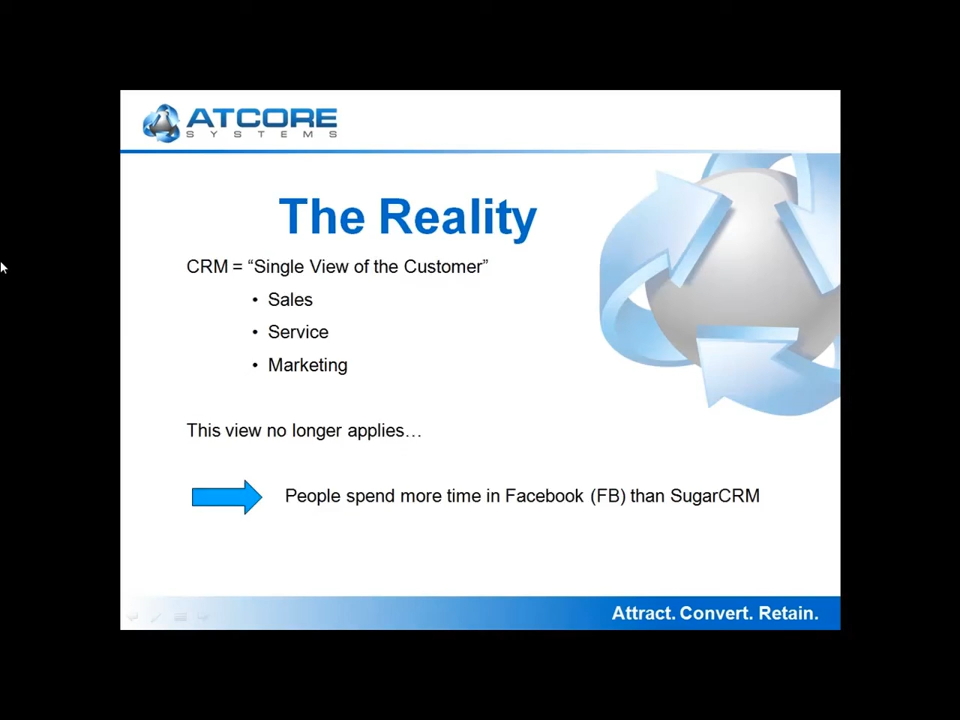 ATCORE
SYSTEMS
The Reality
CRM = “Single View of the Customer”
• Sales
• Service
• Marketing
This view no longer applies…
People spend more time in Facebook (FB) than SugarCRM
Attract. Convert. Retain.